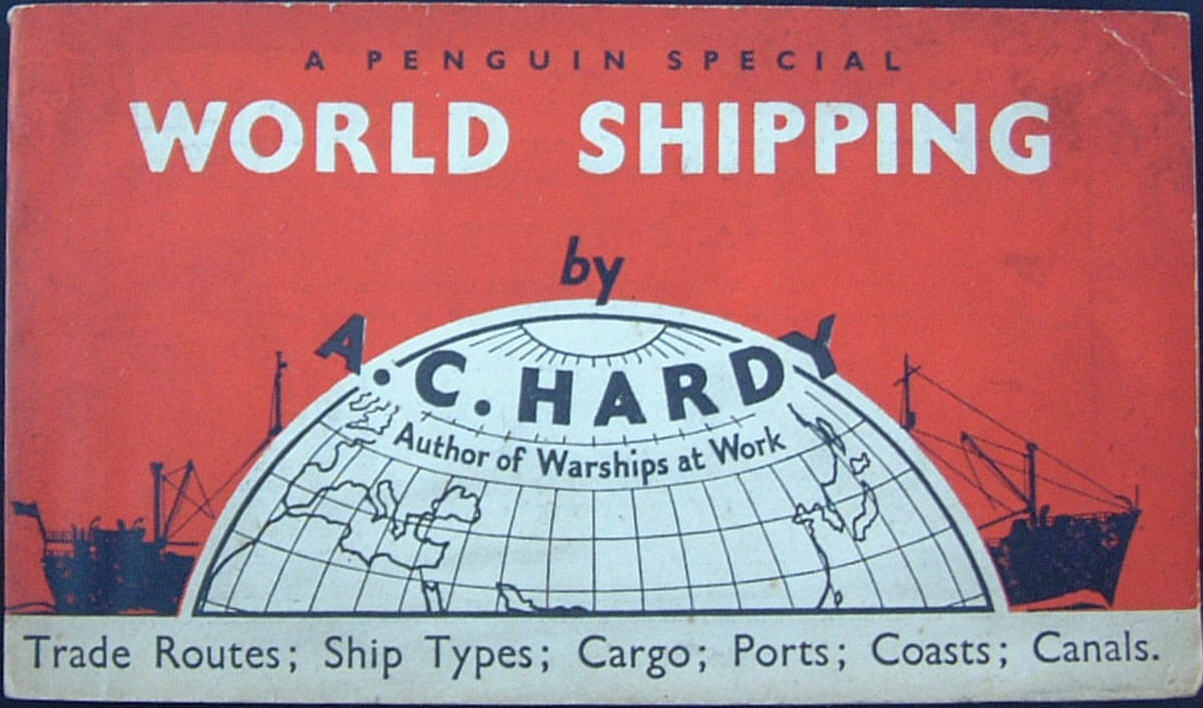 A PENGUIN SPECIAL
WORLD SHIPPING
by
A.C. HARDY
Author of Warships at Work
Trade Routes; Ship Types; Cargo; Ports; Coasts; Canals.